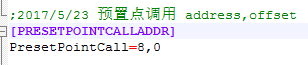 ;2017/5/23 预置点调用 address,offset
[PRESETPOINTCALLADDR]
PresetPointCall=8,0